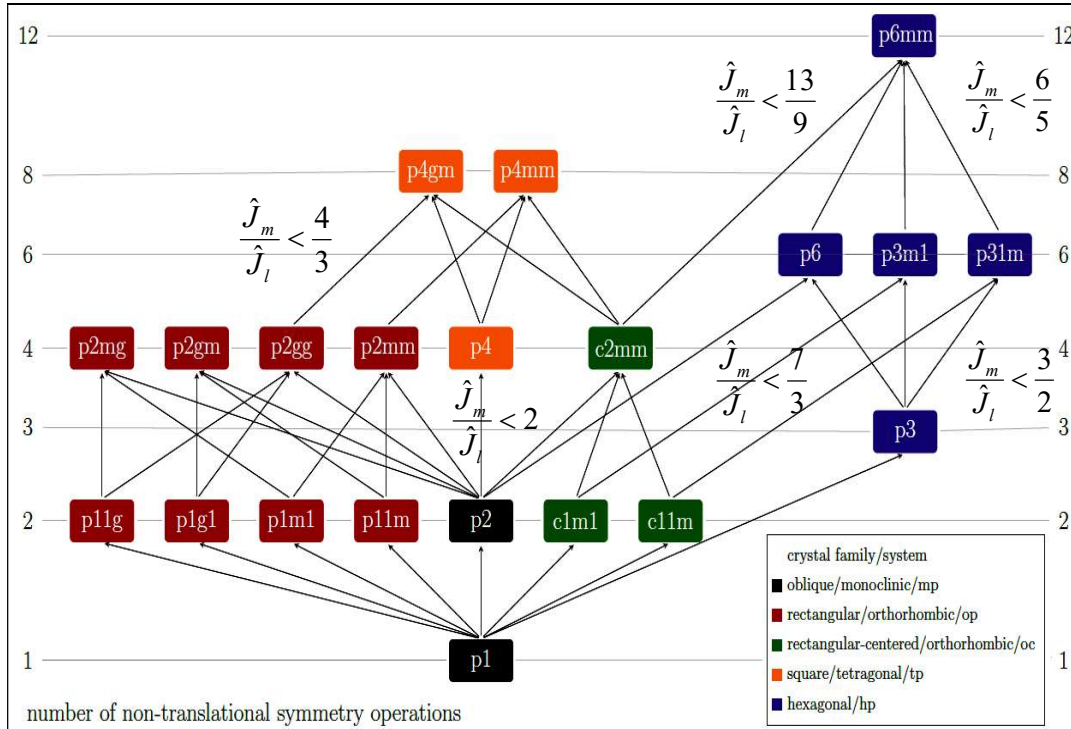 12 p6mm 12
Ĵm/Ĵl < 13/9 Ĵm/Ĵl < 6/5
8 p4gm p4mm 8
Ĵm/Ĵl < 4/3
6 p6 p3m1 p31m 6
4 p2mg p2gm p2gg p2mm p4 c2mm 4
Ĵm/Ĵl < 2 Ĵm/Ĵl < 7/3 Ĵm/Ĵl < 3/2
3 p3 3
2 p11g p1g1 p1m1 p11m p2 c1m1 c11m 2
1 p1 1
number of non-translational symmetry operations
crystal family/system
oblique/monoclinic/mp
rectangular/orthorhombic/op
rectangular-centered/orthorhombic/oc
square/tetragonal/tp
hexagonal/hp